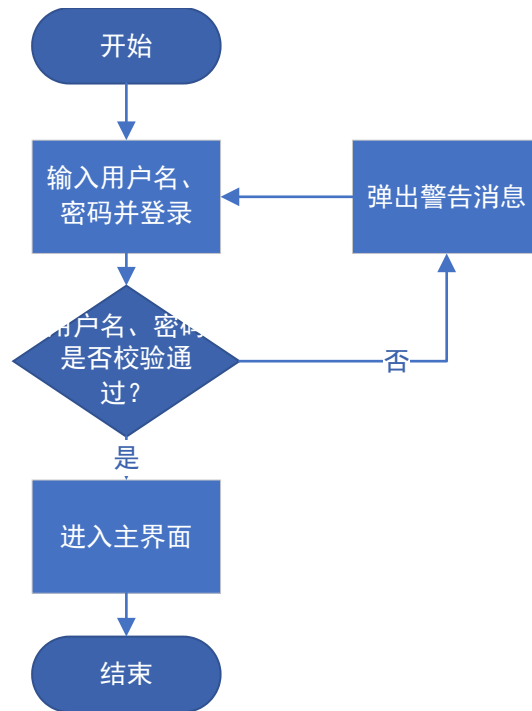 开始
输入用户名、
密码并登录
弹出警告消息
用户名、密码
是否校验通
过？
否
是
进入主界面
结束